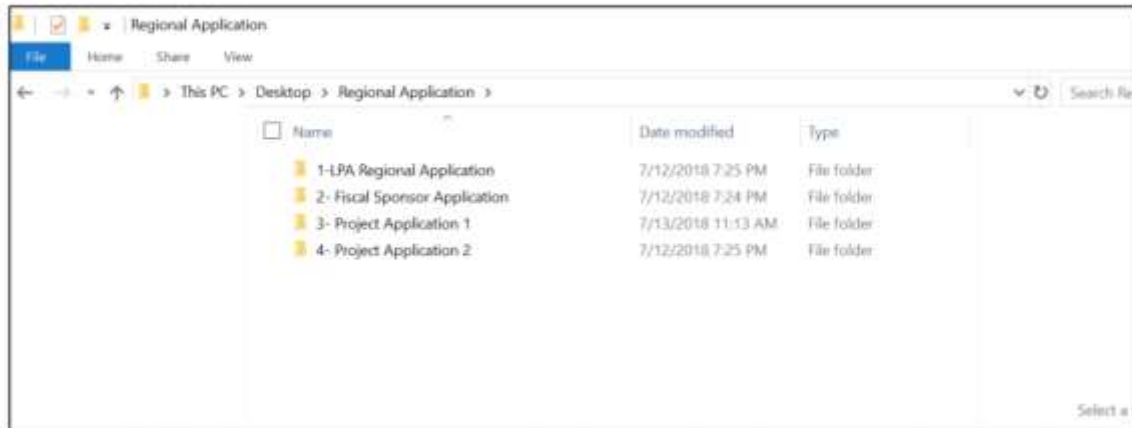 Regional Application
File Home Share View
This PC > Desktop > Regional Application > Search Re
Name Date modified Type
1-LPA Regional Application 7/12/2018 7:25 PM File folder
2- Fiscal Sponsor Application 7/12/2018 7:24 PM File folder
3- Project Application 1 7/13/2018 11:13 AM File folder
4- Project Application 2 7/12/2018 7:25 PM File folder
Select a